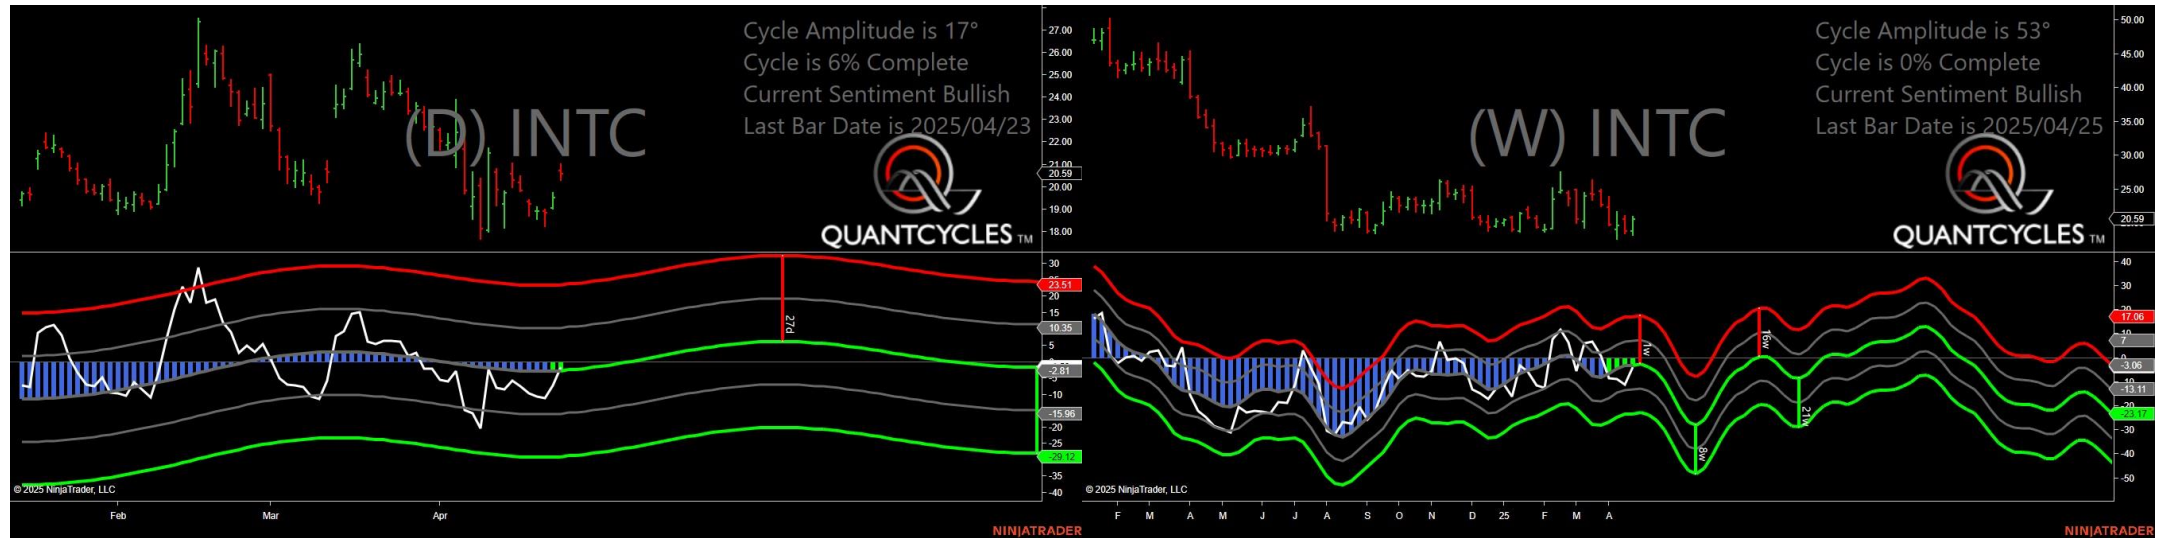 Cycle Amplitude is 17°
Cycle is 6% Complete
Current Sentiment Bullish
Last Bar Date is 2025/04/23
(D) INTC
QUANTCYCLES TM
27.00
26.00
25.00
24.00
23.00
22.00
21.00
20.59
20.00
19.00
18.00
30
23.51
20
15
10.35
5
-2.81
-10
-15.96
-20
-25
-29.12
-35
-40
27d
© 2025 NinjaTrader, LLC
Feb Mar Apr
NINJATRADER
Cycle Amplitude is 53°
Cycle is 0% Complete
Current Sentiment Bullish
Last Bar Date is 2025/04/25
(W) INTC
QUANTCYCLES TM
50.00
45.00
40.00
35.00
30.00
25.00
20.59
40
30
17.06
10
7
-3.06
-13.11
-23.17
-30
-40
-50
1w
16w
8w
21w
© 2025 NinjaTrader, LLC
F M A M J J A S O N D 25 F M A
NINJATRADER